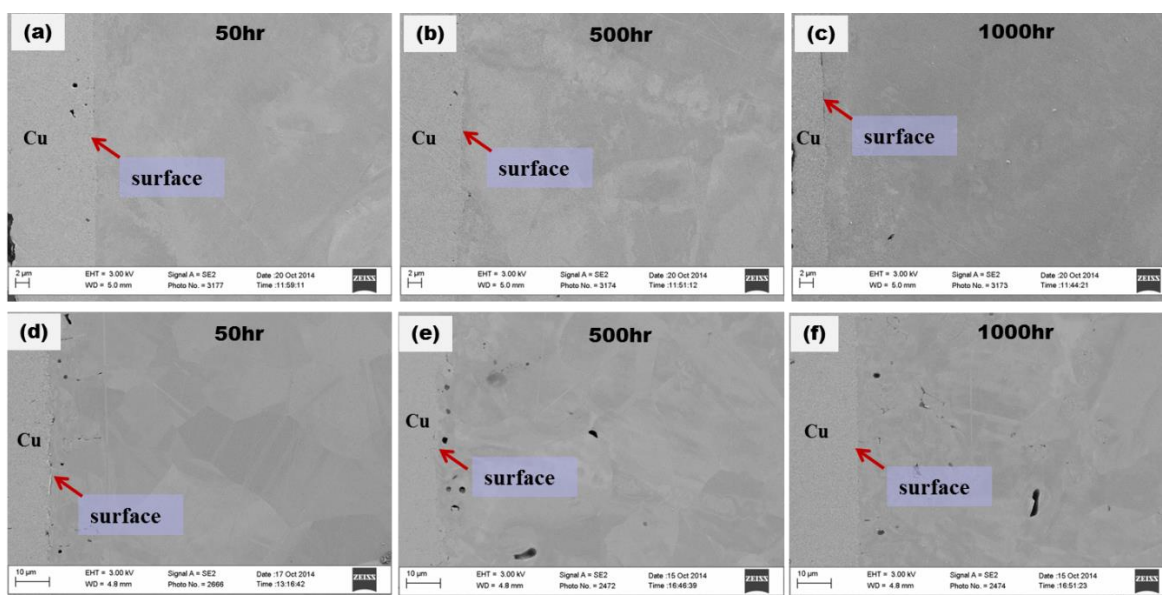 (a) 50hr
Cu
surface
2 µm
EHT = 3.00 kV Signal A = SE2 Date :20 Oct 2014
WD = 5.0 mm Photo No. = 3177 Time :11:59:11
ZEISS
(b) 500hr
Cu
surface
2 µm
EHT = 3.00 kV Signal A = SE2 Date :20 Oct 2014
WD = 5.0 mm Photo No. = 3174 Time :11:51:12
ZEISS
(c) 1000hr
Cu
surface
2 µm
EHT = 3.00 kV Signal A = SE2 Date :20 Oct 2014
WD = 5.0 mm Photo No. = 3173 Time :11:44:21
ZEISS
(d) 50hr
Cu
surface
10 µm
EHT = 3.00 kV Signal A = SE2 Date :17 Oct 2014
WD = 4.9 mm Photo No. = 2666 Time :13:16:42
ZEISS
(e) 500hr
Cu
surface
10 µm
EHT = 3.00 kV Signal A = SE2 Date :15 Oct 2014
WD = 4.8 mm Photo No. = 2472 Time :16:46:39
ZEISS
(f) 1000hr
Cu
surface
10 µm
EHT = 3.00 kV Signal A = SE2 Date :15 Oct 2014
WD = 4.8 mm Photo No. = 2474 Time :16:51:23
ZEISS